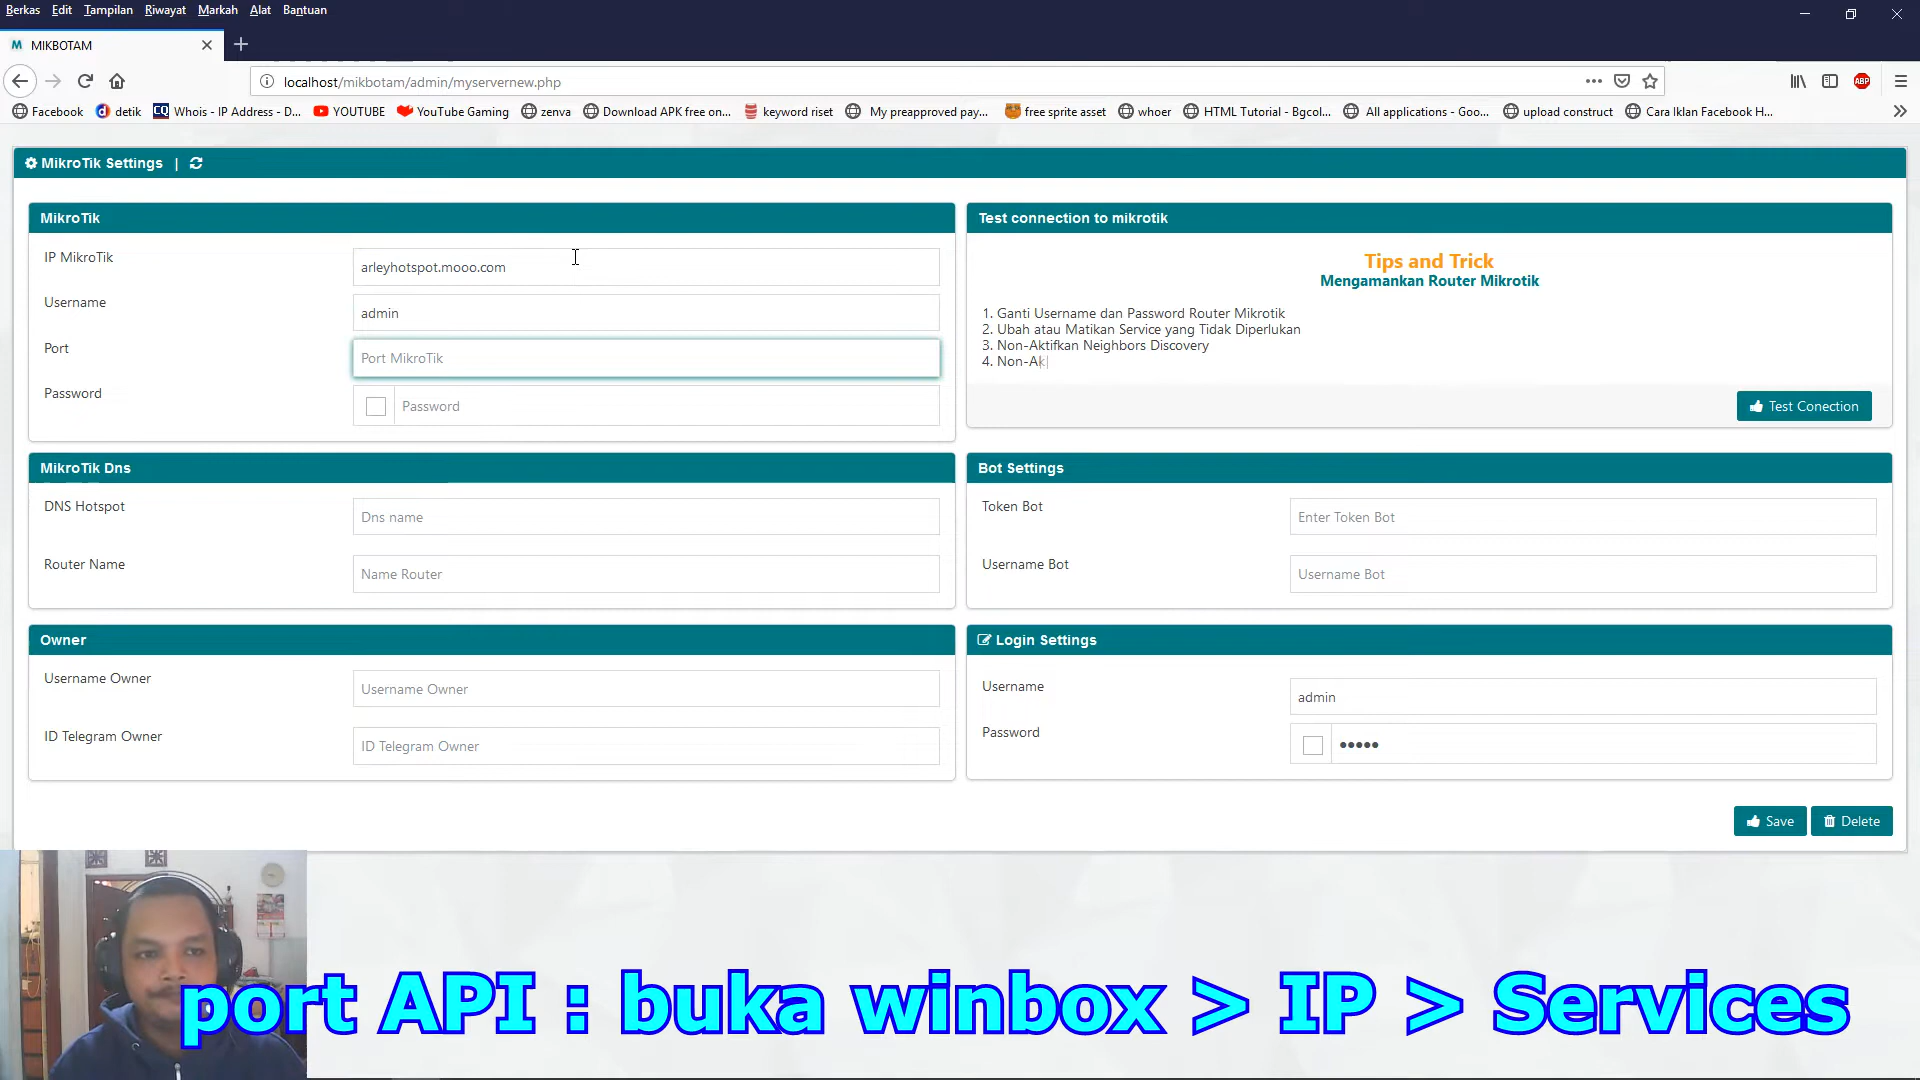 Berkas Edit Tampilan Riwayat Markah Alat Bantuan
M MIKBOTAM
localhost/mikbotam/admin/myservernew.php
ABP
Facebook d detik CQ Whois - IP Address - D... YOUTUBE YouTube Gaming zenva Download APK free on... keyword riset My preapproved pay... free sprite asset whoer HTML Tutorial - Bgcol... All applications - Goo... upload construct Cara Iklan Facebook H...
MikroTik Settings |
MikroTik
IP MikroTik
arleyhotspot.mooo.com
Username
admin
Port
Port MikroTik
Password
Password
Test connection to mikrotik
Tips and Trick
Mengamankan Router Mikrotik
1. Ganti Username dan Password Router Mikrotik
2. Ubah atau Matikan Service yang Tidak Diperlukan
3. Non-Aktifkan Neighbors Discovery
4. Non-Ak|
Test Conection
MikroTik Dns
DNS Hotspot
Dns name
Router Name
Name Router
Bot Settings
Token Bot
Enter Token Bot
Username Bot
Username Bot
Owner
Username Owner
Username Owner
ID Telegram Owner
ID Telegram Owner
Login Settings
Username
admin
Password
●●●●●
Save Delete
port API : buka winbox > IP > Services